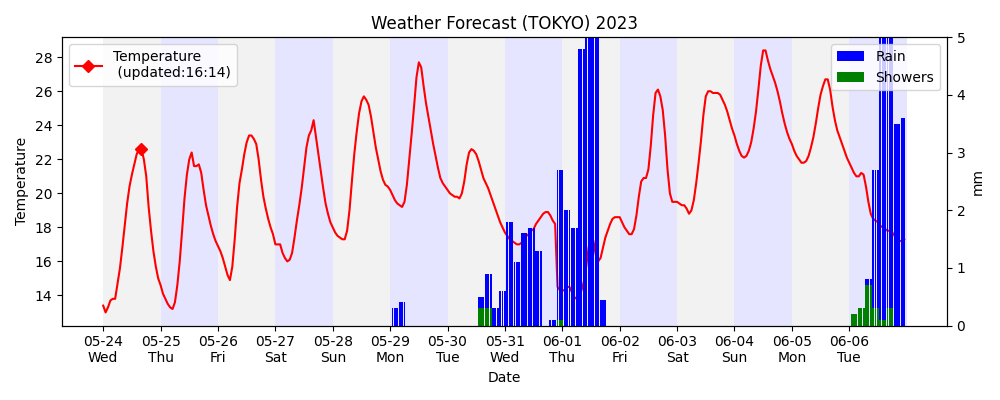 Weather Forecast (TOKYO) 2023
Temperature
(updated:16:14)
Rain
Showers
Temperature
28
26
24
22
20
18
16
14
5
4
3
2
1
0
mm
05-24 05-25 05-26 05-27 05-28 05-29 05-30 05-31 06-01 06-02 06-03 06-04 06-05 06-06
Wed Thu Fri Sat Sun Mon Tue Wed Thu Fri Sat Sun Mon Tue
Date